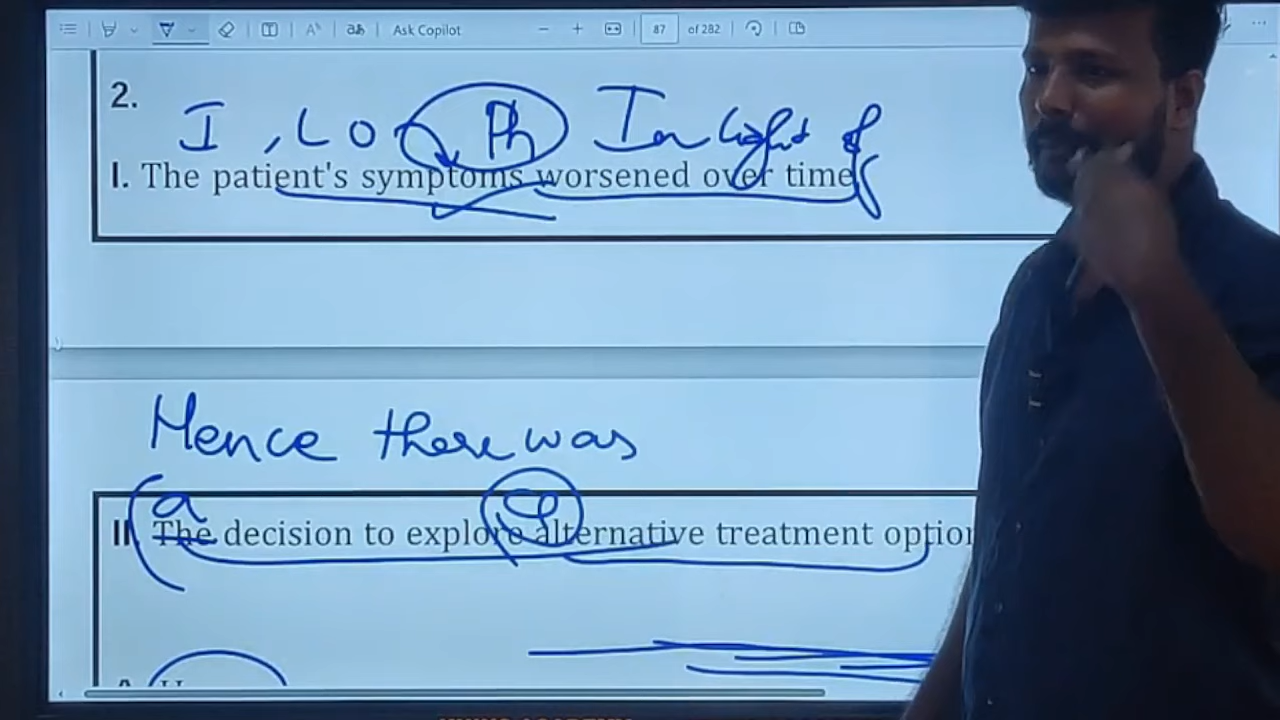 Ask Copilot 87 of 282
2.
I , L O Ph In light of
I. The patient's symptoms worsened over time
Hence there was
a
II The decision to explore alternative treatment option